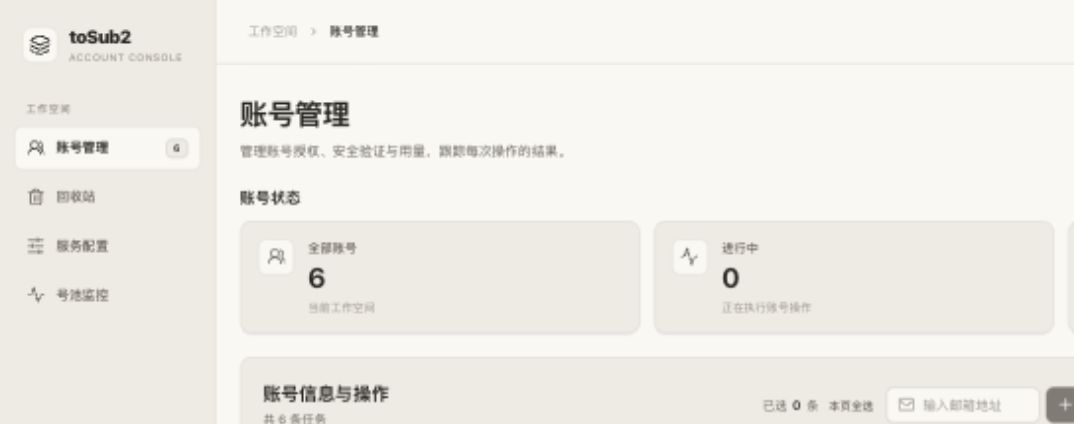 toSub2
ACCOUNT CONSOLE
工作空间
账号管理 6
回收站
服务配置
号池监控
工作空间 > 账号管理
账号管理
管理账号授权、安全验证与用量，跟踪每次操作的结果。
账号状态
全部账号
6
当前工作空间
进行中
0
正在执行账号操作
账号信息与操作
共 6 条任务
已选 0 条 本页全选 输入邮箱地址